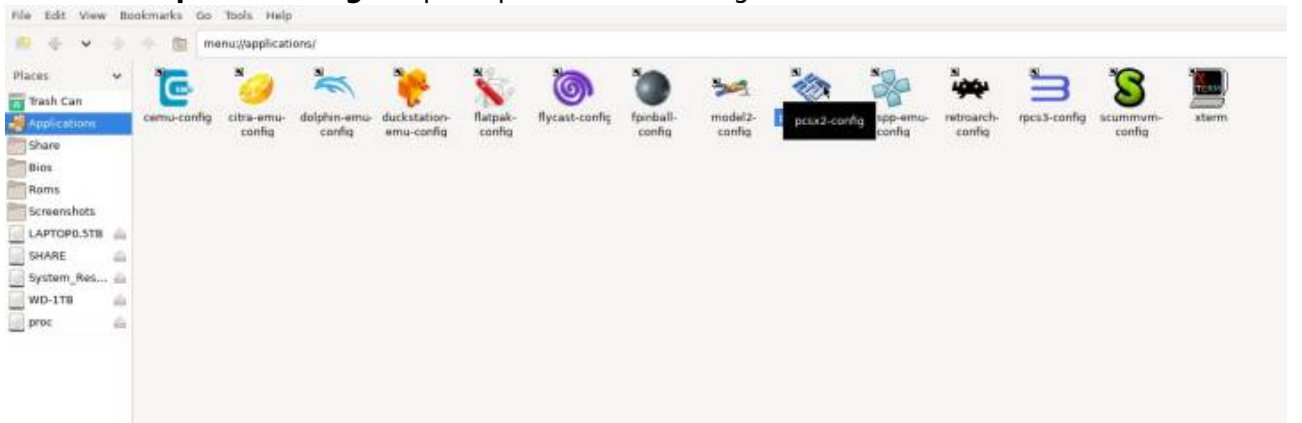 File Edit View Bookmarks Go Tools Help
menu://applications/
Places
Trash Can
Applications
Share
Bios
Roms
Screenshots
LAPTOP0.5TB
SHARE
System_Res...
WD-1TB
proc
cemu-config
citra-emu-
config
dolphin-emu-
config
duckstation-
emu-config
flatpak-
config
flycast-config
fpinball-
config
model2-
config
pcsx2-config
spp-emu-
config
retroarch-
config
rpcs3-config
scummvm-
config
xterm
X
TERM